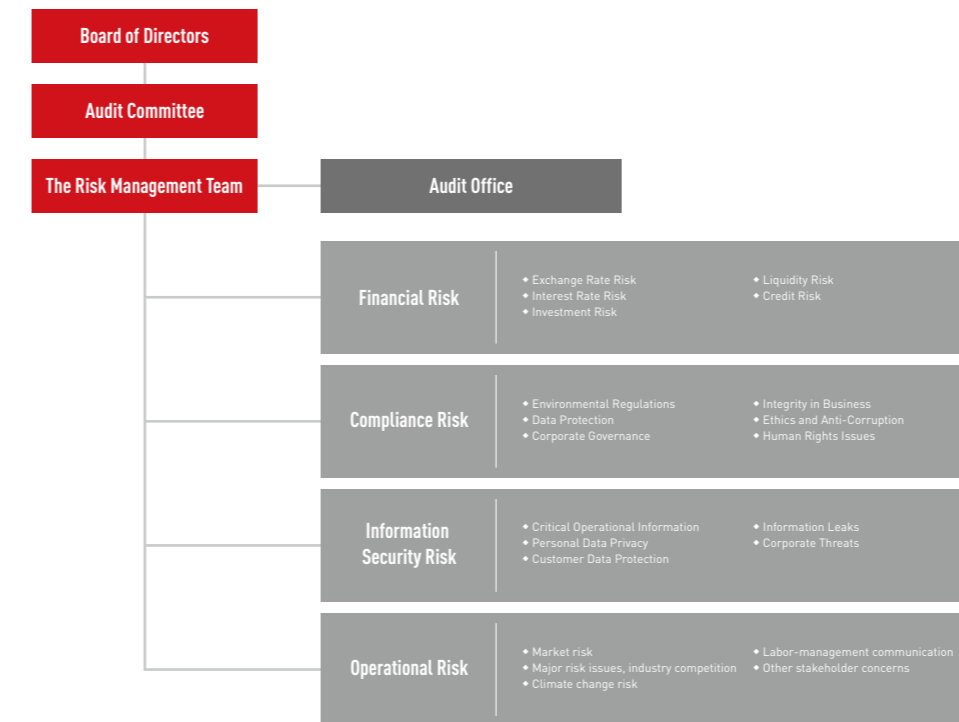 Board of Directors
Audit Committee
The Risk Management Team
Audit Office
Financial Risk
◆ Exchange Rate Risk
◆ Interest Rate Risk
◆ Investment Risk
◆ Liquidity Risk
◆ Credit Risk
Compliance Risk
◆ Environmental Regulations
◆ Data Protection
◆ Corporate Governance
◆ Integrity in Business
◆ Ethics and Anti-Corruption
◆ Human Rights Issues
Information
Security Risk
◆ Critical Operational Information
◆ Personal Data Privacy
◆ Customer Data Protection
◆ Information Leaks
◆ Corporate Threats
Operational Risk
◆ Market risk
◆ Major risk issues, industry competition
◆ Climate change risk
◆ Labor-management communication
◆ Other stakeholder concerns